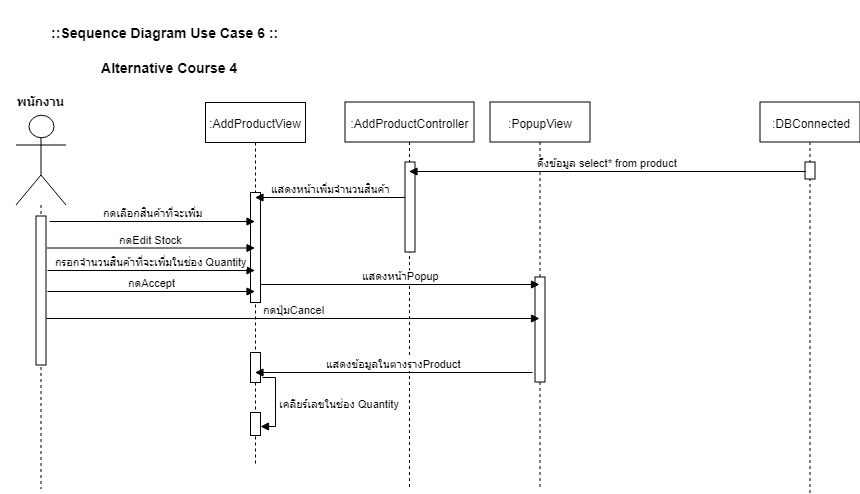 ::Sequence Diagram Use Case 6 ::
Alternative Course 4
พนักงาน
:AddProductView
:AddProductController
:PopupView
:DBConnected
ดึงข้อมูล select* from product
แสดงหน้าเพิ่มจำนวนสินค้า
กดเลือกสินค้าที่จะเพิ่ม
กดEdit Stock
กรอกจำนวนสินค้าที่จะเพิ่มในช่อง Quantity
แสดงหน้าPopup
กดAccept
กดปุ่มCancel
แสดงข้อมูลในตางรางProduct
เคลียร์เลขในช่อง Quantity